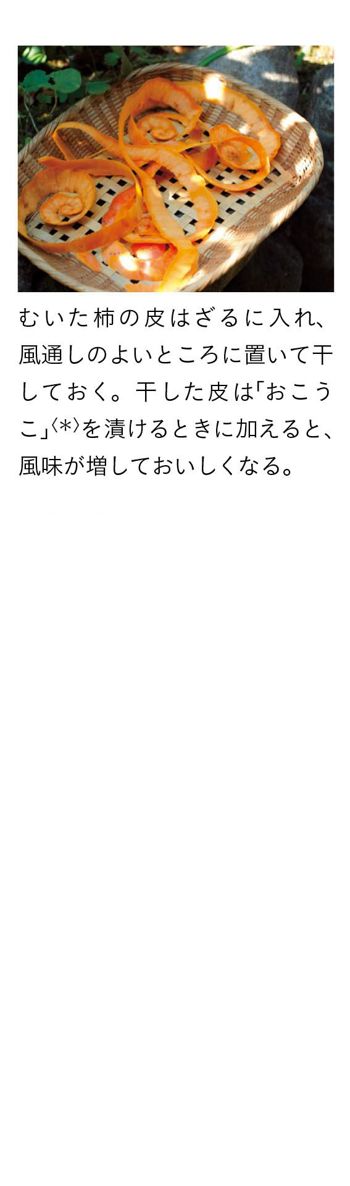 むいた柿の皮はざるに入れ、
風通しのよいところに置いて干
しておく。干した皮は「おこう
こ」〈＊〉を漬けるときに加えると、
風味が増しておいしくなる。